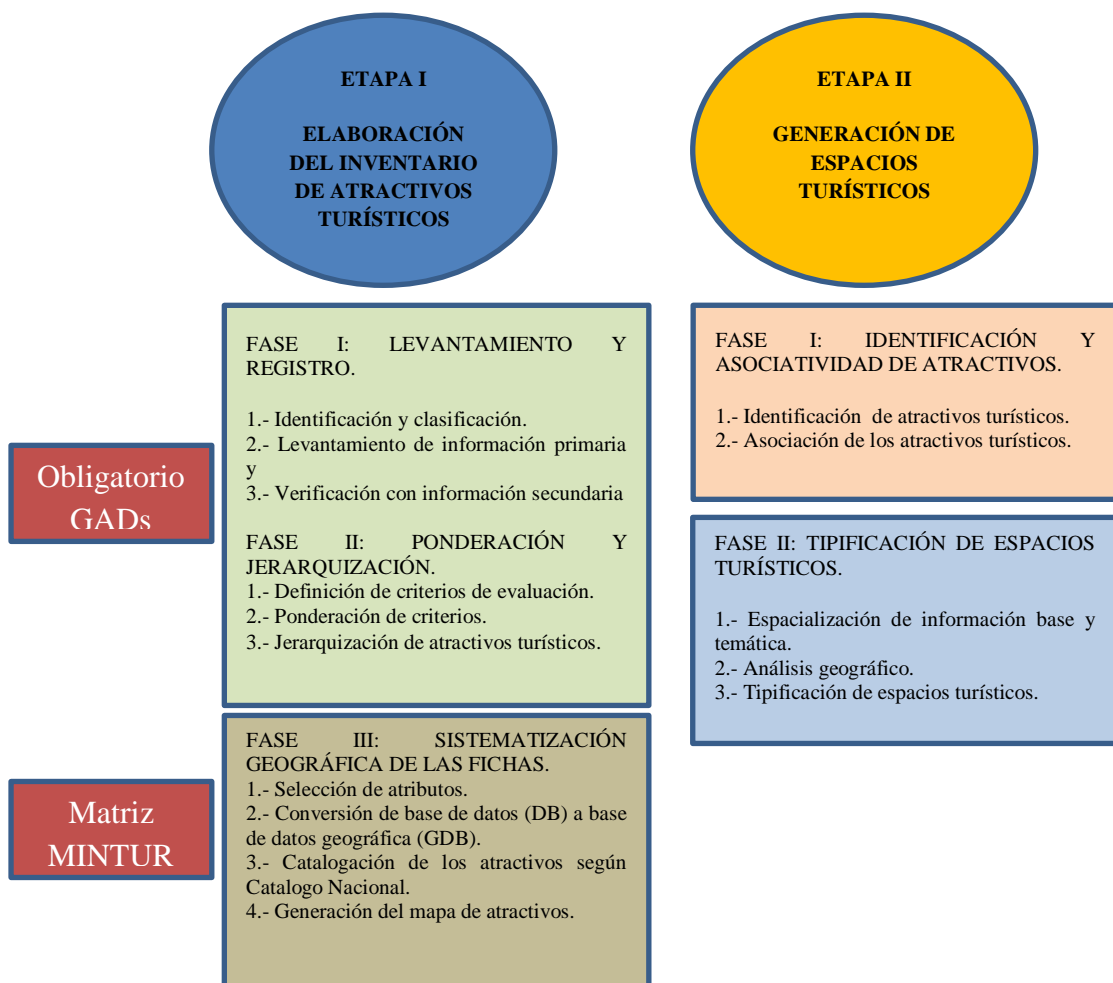 ETAPA I
ELABORACIÓN
DEL INVENTARIO
DE ATRACTIVOS
TURÍSTICOS
ETAPA II
GENERACIÓN DE
ESPACIOS
TURÍSTICOS
Obligatorio
GADs
FASE I: LEVANTAMIENTO Y
REGISTRO.
1.- Identificación y clasificación.
2.- Levantamiento de información primaria
y
3.- Verificación con información secundaria
FASE II: PONDERACIÓN Y
JERARQUIZACIÓN.
1.- Definición de criterios de evaluación.
2.- Ponderación de criterios.
3.- Jerarquización de atractivos turísticos.
FASE I: IDENTIFICACIÓN Y
ASOCIATIVIDAD DE ATRACTIVOS.
1.- Identificación de atractivos turísticos.
2.- Asociación de los atractivos turísticos.
FASE II: TIPIFICACIÓN DE ESPACIOS
TURÍSTICOS.
1.- Espacialización de información base y
temática.
2.- Análisis geográfico.
3.- Tipificación de espacios turísticos.
Matriz
MINTUR
FASE III: SISTEMATIZACIÓN
GEOGRÁFICA DE LAS FICHAS.
1.- Selección de atributos.
2.- Conversión de base de datos (DB) a base
de datos geográfica (GDB).
3.- Catalogación de los atractivos según
Catalogo Nacional.
4.- Generación del mapa de atractivos.